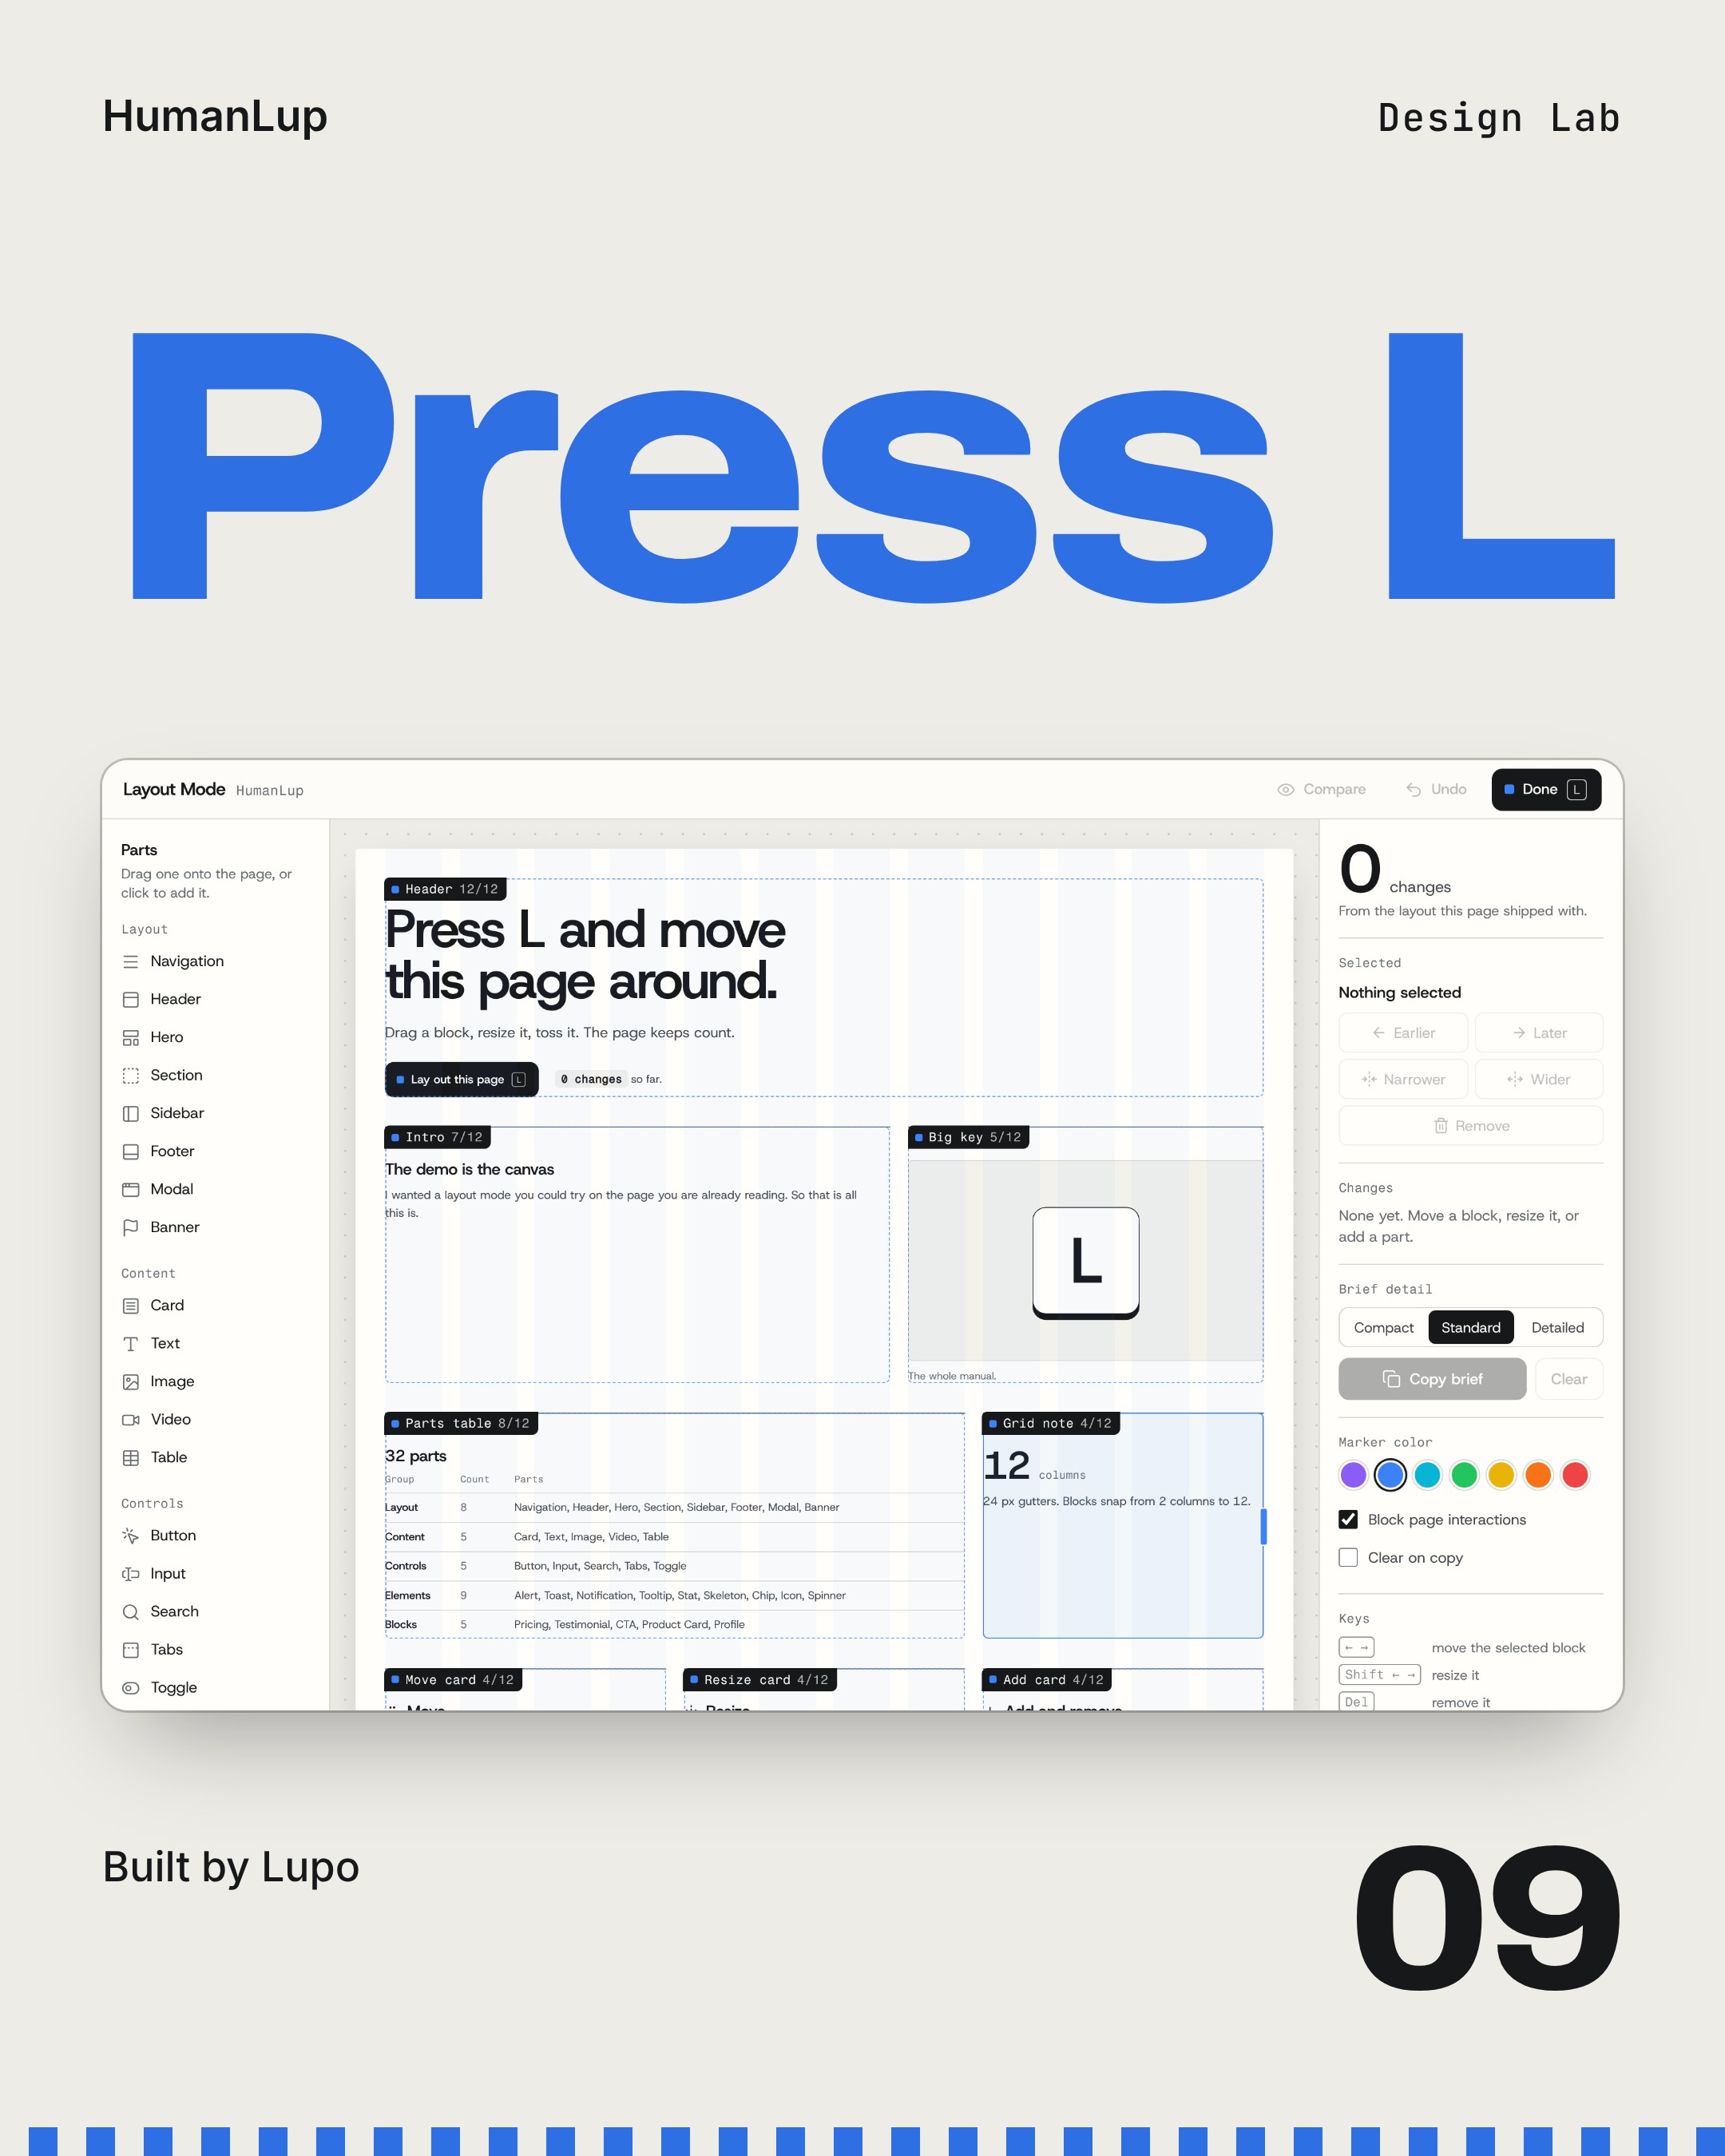 HumanLup
Design Lab
Press L
Layout Mode HumanLup
Compare
Undo
Done L
Parts
Drag one onto the page, or
click to add it.
Layout
Navigation
Header
Hero
Section
Sidebar
Footer
Modal
Banner
Content
Card
Text
Image
Video
Table
Controls
Button
Input
Search
Tabs
Toggle
Header 12/12
Press L and move
this page around.
Drag a block, resize it, toss it. The page keeps count.
Lay out this page L
0 changes so far.
Intro 7/12
The demo is the canvas
I wanted a layout mode you could try on the page you are already reading. So that is all
this is.
Big key 5/12
L
The whole manual.
Parts table 8/12
32 parts
Group Count Parts
Layout 8 Navigation, Header, Hero, Section, Sidebar, Footer, Modal, Banner
Content 5 Card, Text, Image, Video, Table
Controls 5 Button, Input, Search, Tabs, Toggle
Elements 9 Alert, Toast, Notification, Tooltip, Stat, Skeleton, Chip, Icon, Spinner
Blocks 5 Pricing, Testimonial, CTA, Product Card, Profile
Grid note 4/12
12 columns
24 px gutters. Blocks snap from 2 columns to 12.
Move card 4/12
Move
Resize card 4/12
Resize
Add card 4/12
Add and remove
0 changes
From the layout this page shipped with.
Selected
Nothing selected
← Earlier
→ Later
Narrower
Wider
Remove
Changes
None yet. Move a block, resize it, or
add a part.
Brief detail
Compact
Standard
Detailed
Copy brief
Clear
Marker color
Block page interactions
Clear on copy
Keys
← → move the selected block
Shift ← → resize it
Del remove it
Built by Lupo
09